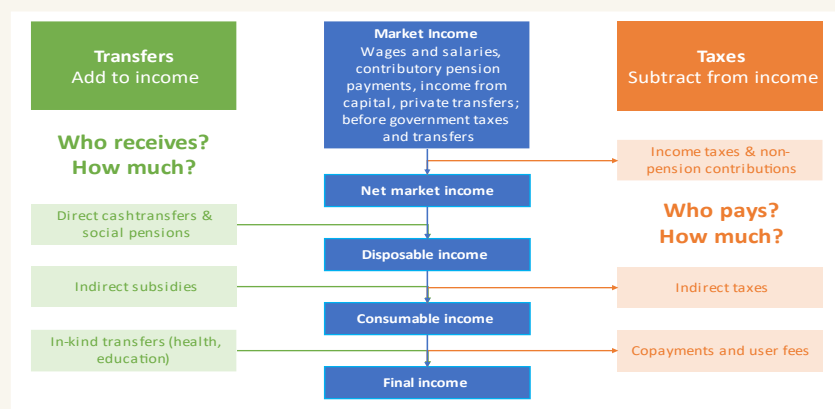 Transfers
Add to income
Who receives?
How much?
Direct cashtransfers &
social pensions
Indirect subsidies
In-kind transfers (health,
education)
Market Income
Wages and salaries,
contributory pension
payments, income from
capital, private transfers;
before government taxes
and transfers
Net market income
Disposable income
Consumable income
Final income
Taxes
Subtract from income
Income taxes & non-
pension contributions
Who pays?
How much?
Indirect taxes
Copayments and user fees